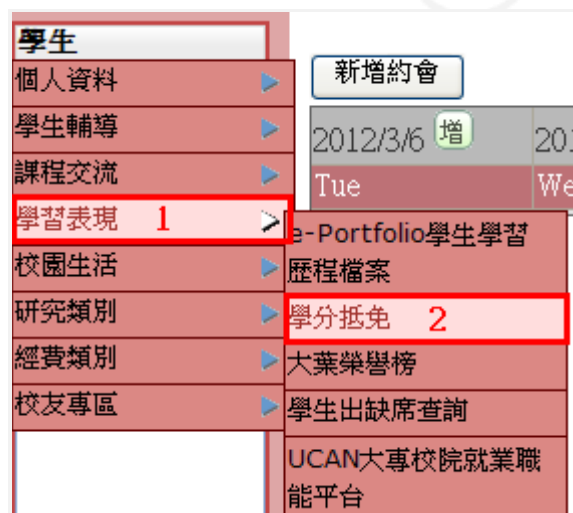 學生
個人資料
學生輔導
課程交流
學習表現 1
校園生活
研究類別
經費類別
校友專區
新增約會
2012/3/6 增
201
Tue
We
e-Portfolio學生學習
歷程檔案
學分抵免 2
大葉榮譽榜
學生出缺席查詢
UCAN大專校院就業職
能平台